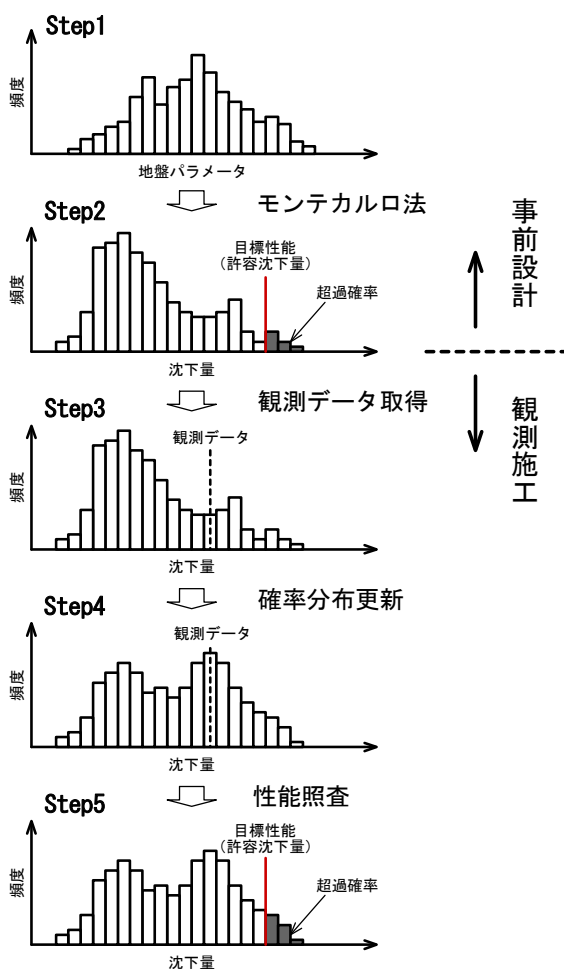 Step1
頻度
地盤パラメータ
モンテカルロ法
Step2
目標性能
(許容沈下量)
超過確率
頻度
沈下量
事前設計
観測データ取得
観測施工
Step3
観測データ
頻度
沈下量
確率分布更新
Step4
観測データ
頻度
沈下量
性能照査
Step5
目標性能
(許容沈下量)
超過確率
頻度
沈下量